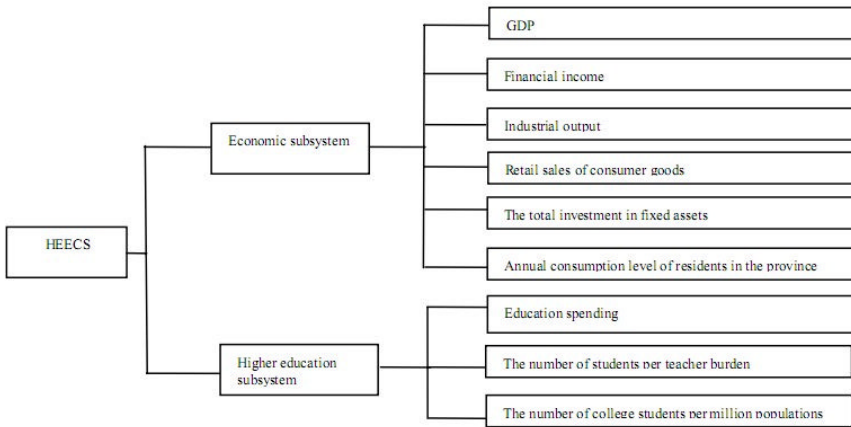 GDP
Financial income
Industrial output
Economic subsystem
Retail sales of consumer goods
The total investment in fixed assets
HEECS
Annual consumption level of residents in the province
Education spending
Higher education
subsystem
The number of students per teacher burden
The number of college students per million populations